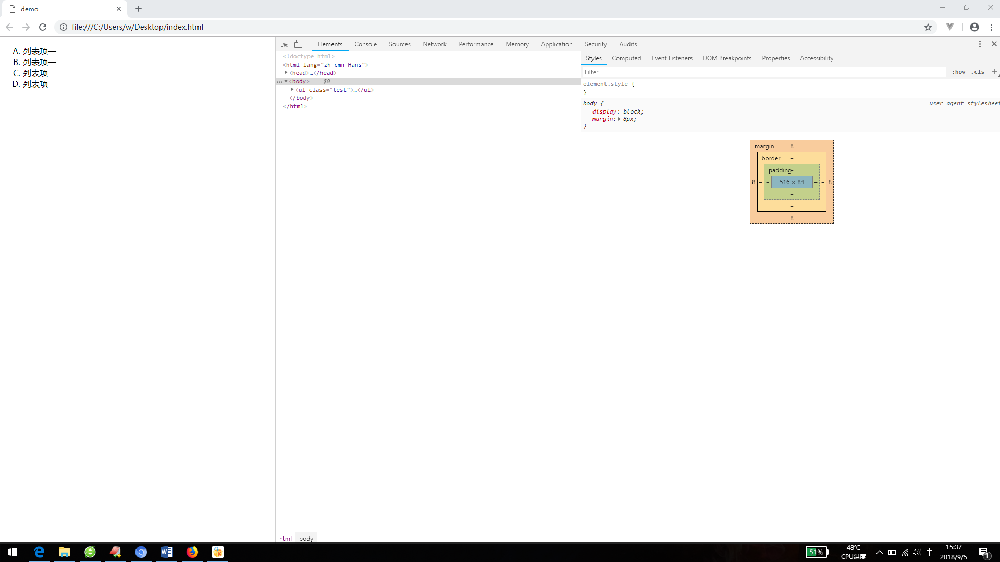 demo
file:///C:/Users/w/Desktop/index.html
A. 列表项一
B. 列表项一
C. 列表项一
D. 列表项一
Elements Console Sources Network Performance Memory Application Security Audits
<!doctype html>
<html lang="zh-cmn-Hans">
<head>…</head>
<body> == $0
<ul class="test">…</ul>
</body>
</html>
html body
Styles Computed Event Listeners DOM Breakpoints Properties Accessibility
Filter :hov .cls +
element.style {
}
body { user agent stylesheet
display: block;
margin: 8px;
}
margin 8
border –
padding –
8 – – 516 × 84 – – 8
–
–
8
51%
48℃
CPU温度
中
15:37
2018/9/5
1